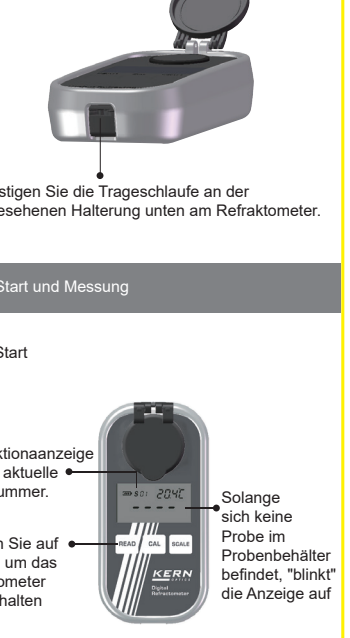 stigen Sie die Trageschlaufe an der
esehenen Halterung unten am Refraktometer.
Start und Messung
Start
ktionaanzeige
aktuelle
ummer.
n Sie auf
um das
ometer
halten
S01 20.4C
-----
READ CAL SCALE
KERN
OPTICS
Digital
Refractometer
Solange
sich keine
Probe im
Probenbehälter
befindet, "blinkt"
die Anzeige auf